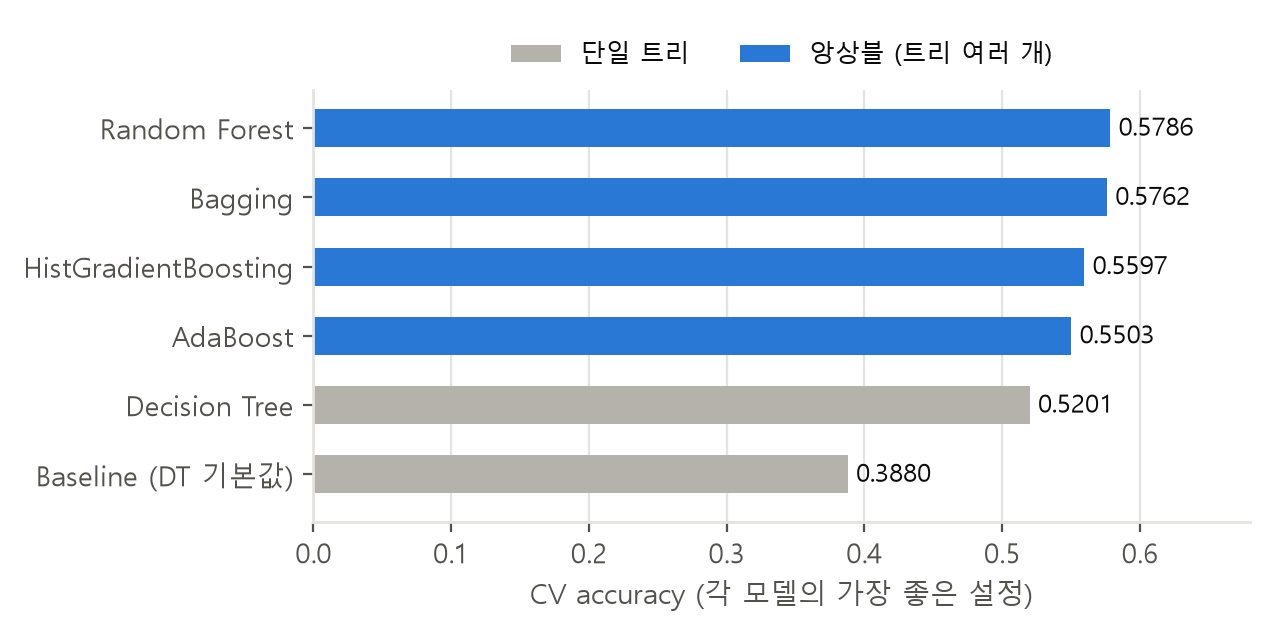 단일 트리
앙상블 (트리 여러 개)
Random Forest
0.5786
Bagging
0.5762
HistGradientBoosting
0.5597
AdaBoost
0.5503
Decision Tree
0.5201
Baseline (DT 기본값)
0.3880
0.0 0.1 0.2 0.3 0.4 0.5 0.6
CV accuracy (각 모델의 가장 좋은 설정)